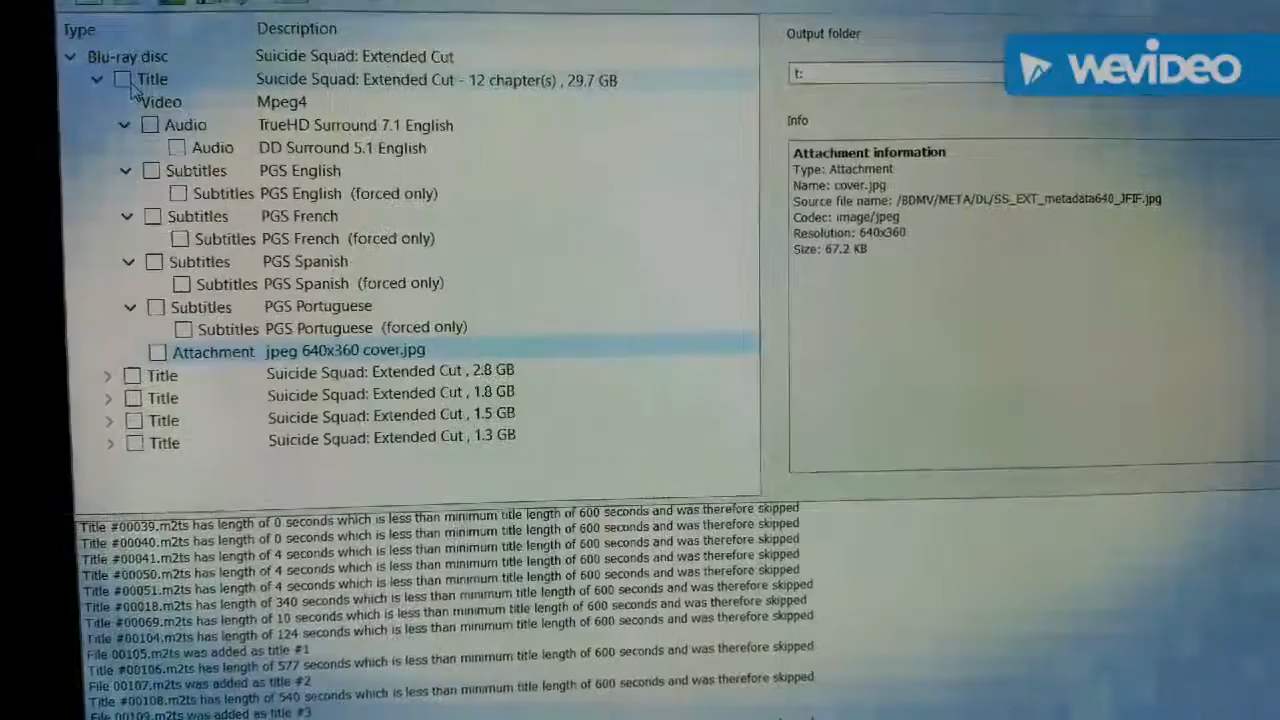 Type Description
Blu-ray disc Suicide Squad: Extended Cut
Title Suicide Squad: Extended Cut - 12 chapter(s) , 29.7 GB
Video Mpeg4
Audio TrueHD Surround 7.1 English
Audio DD Surround 5.1 English
Subtitles PGS English
Subtitles PGS English (forced only)
Subtitles PGS French
Subtitles PGS French (forced only)
Subtitles PGS Spanish
Subtitles PGS Spanish (forced only)
Subtitles PGS Portuguese
Subtitles PGS Portuguese (forced only)
Attachment jpeg 640x360 cover.jpg
Title Suicide Squad: Extended Cut , 2.8 GB
Title Suicide Squad: Extended Cut , 1.8 GB
Title Suicide Squad: Extended Cut , 1.5 GB
Title Suicide Squad: Extended Cut , 1.3 GB
Output folder
t:
WEVIDEO
Info
Attachment information
Type: Attachment
Name: cover.jpg
Source file name: /BDMV/META/DL/SS_EXT_metadata640_JFIF.jpg
Codec: image/jpeg
Resolution: 640x360
Size: 67.2 KB
Title #00039.m2ts has length of 0 seconds which is less than minimum title length of 600 seconds and was therefore skipped
Title #00040.m2ts has length of 0 seconds which is less than minimum title length of 600 seconds and was therefore skipped
Title #00041.m2ts has length of 4 seconds which is less than minimum title length of 600 seconds and was therefore skipped
Title #00050.m2ts has length of 4 seconds which is less than minimum title length of 600 seconds and was therefore skipped
Title #00051.m2ts has length of 4 seconds which is less than minimum title length of 600 seconds and was therefore skipped
Title #00018.m2ts has length of 340 seconds which is less than minimum title length of 600 seconds and was therefore skipped
Title #00069.m2ts has length of 10 seconds which is less than minimum title length of 600 seconds and was therefore skipped
Title #00104.m2ts has length of 124 seconds which is less than minimum title length of 600 seconds and was therefore skipped
File 00105.m2ts was added as title #1
Title #00106.m2ts has length of 577 seconds which is less than minimum title length of 600 seconds and was therefore skipped
File 00107.m2ts was added as title #2
Title #00108.m2ts has length of 540 seconds which is less than minimum title length of 600 seconds and was therefore skipped
File 00109.m2ts was added as title #3